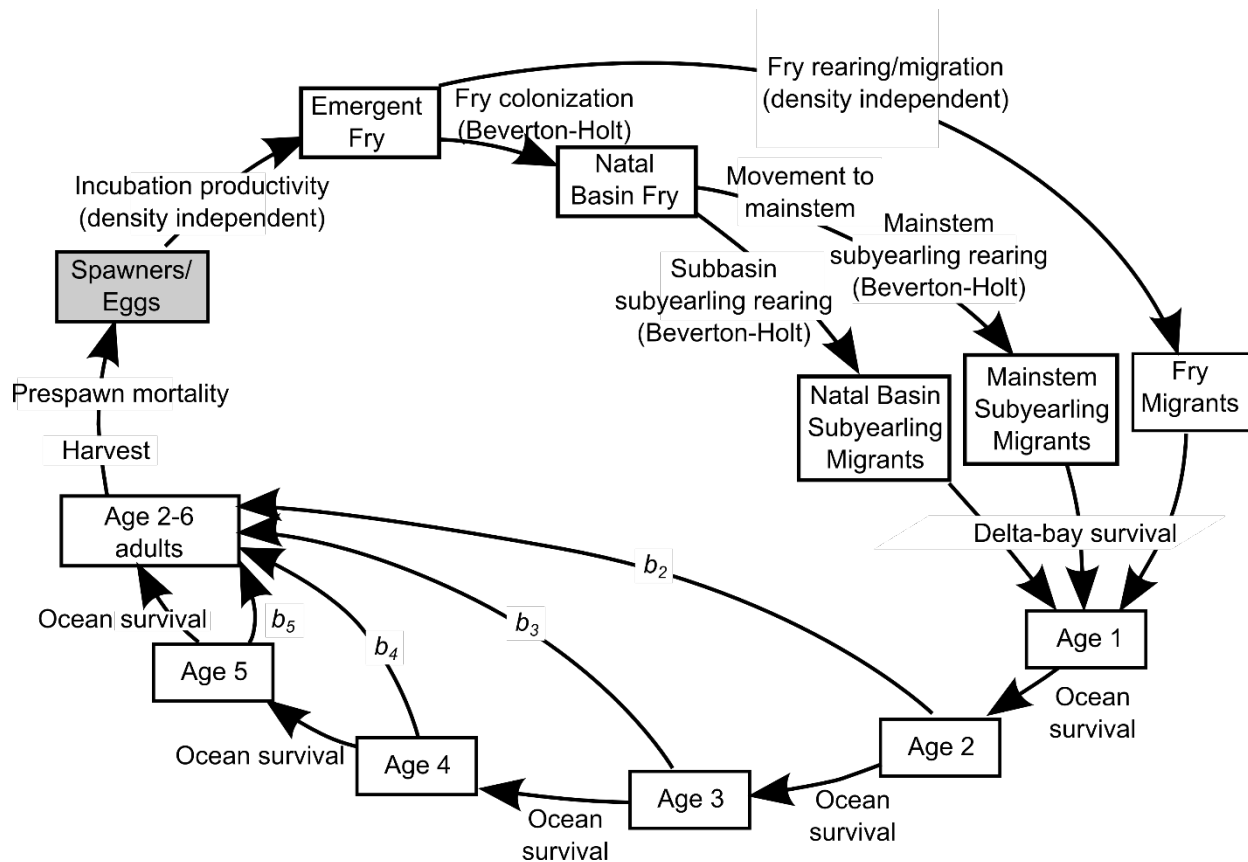 Emergent
Fry
Fry colonization
(Beverton-Holt)
Fry rearing/migration
(density independent)
Natal
Basin Fry
Movement to
mainstem
Incubation productivity
(density independent)
Mainstem
subyearling rearing
(Beverton-Holt)
Subbasin
subyearling rearing
(Beverton-Holt)
Spawners/
Eggs
Natal Basin
Subyearling
Migrants
Mainstem
Subyearling
Migrants
Fry
Migrants
Prespawn mortality
Harvest
Age 2-6
adults
Delta-bay survival
b2
b3
b4
b5
Ocean survival
Age 5
Age 1
Ocean
survival
Ocean survival
Age 4
Age 2
Age 3
Ocean
survival
Ocean
survival